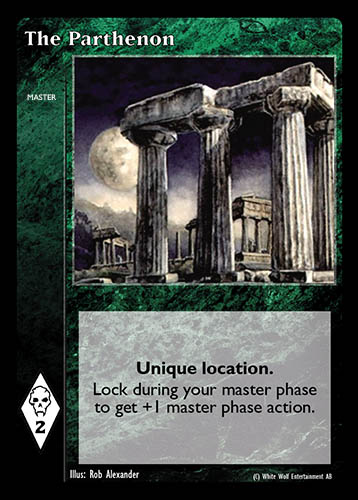 The Parthenon
MASTER
Unique location.
Lock during your master phase
to get +1 master phase action.
2
Illus: Rob Alexander
(C) White Wolf Entertainment AB